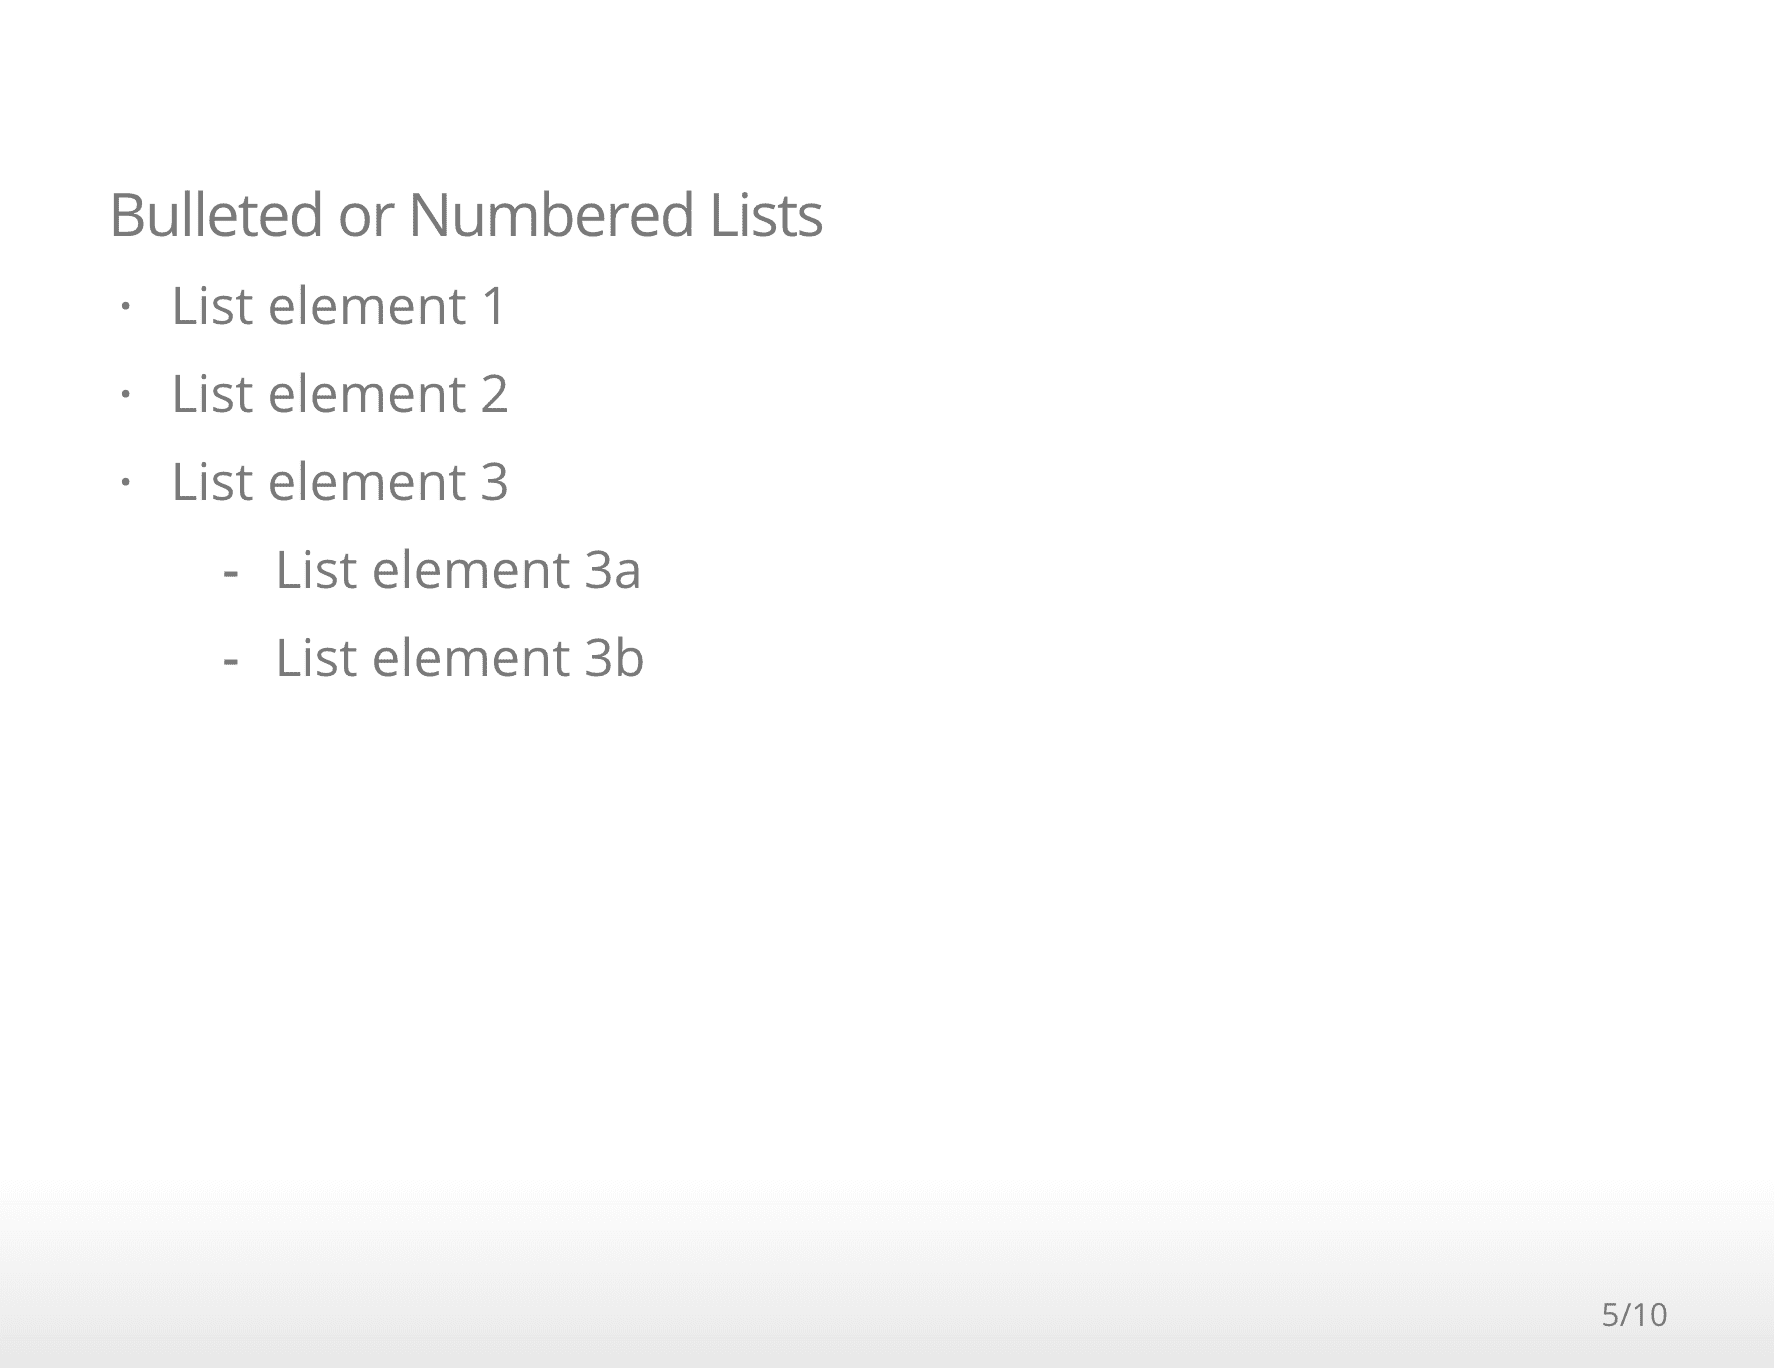 Bulleted or Numbered Lists
· List element 1
· List element 2
· List element 3
- List element 3a
- List element 3b
5/10